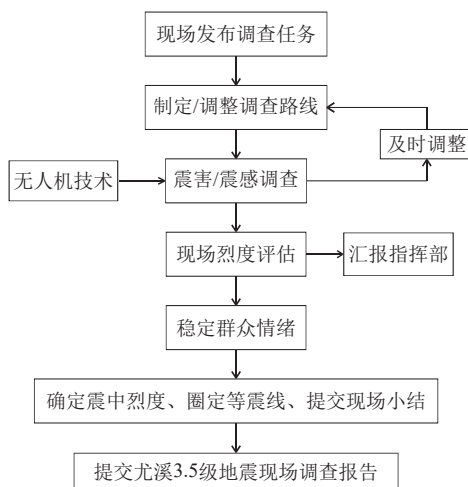 现场发布调查任务
制定/调整调查路线
及时调整
无人机技术
震害/震感调查
现场烈度评估
汇报指挥部
稳定群众情绪
确定震中烈度、圈定等震线、提交现场小结
提交尤溪3.5级地震现场调查报告